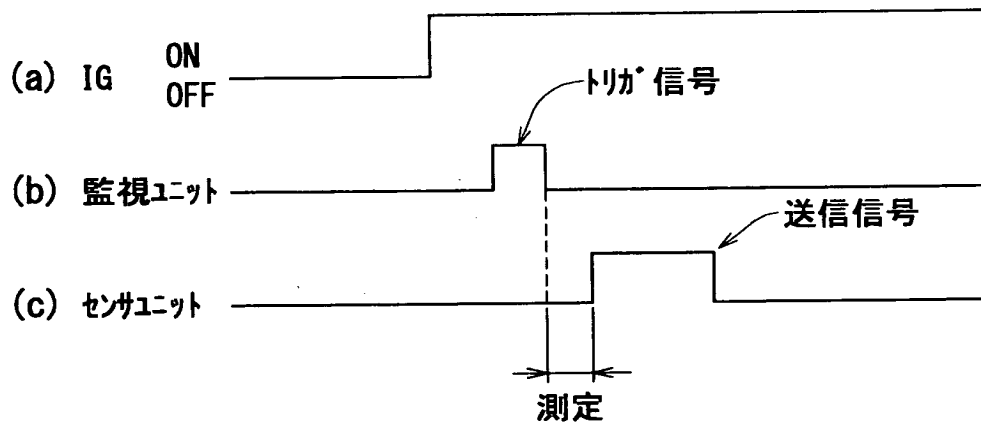 (a) IG ON
OFF
ﾄﾘｶﾞ信号
(b) 監視ﾕﾆｯﾄ
送信信号
(c) ｾﾝｻﾕﾆｯﾄ
測定